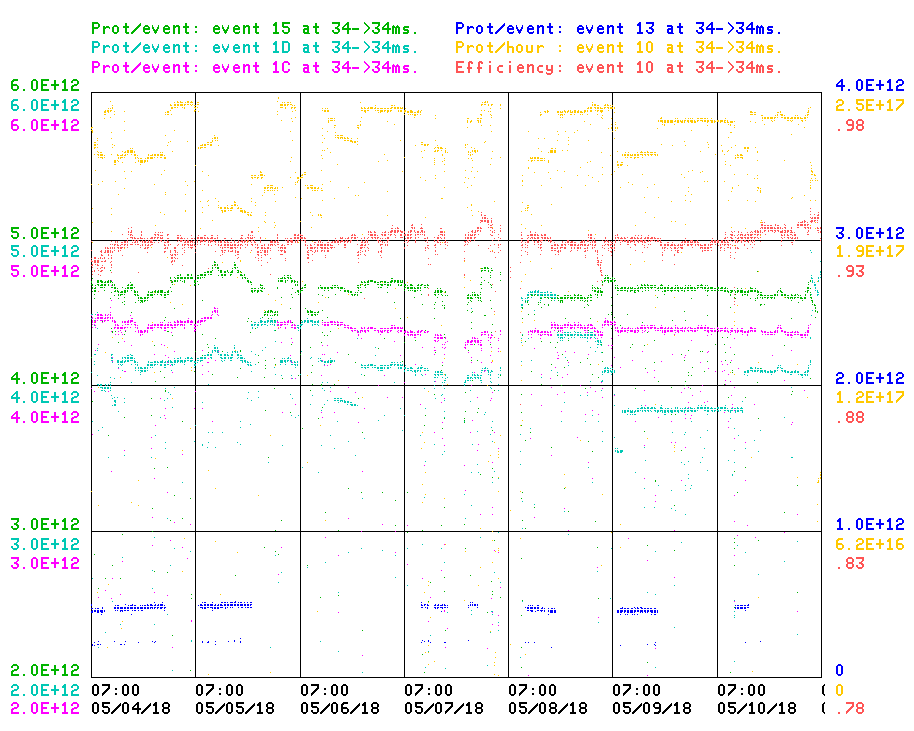 Prot/event: event 15 at 34->34ms. Prot/event: event 13 at 34->34ms.
Prot/event: event 1D at 34->34ms. Prot/hour : event 10 at 34->34ms.
Prot/event: event 1C at 34->34ms. Efficiency: event 10 at 34->34ms.
6.0E+12 4.0E+12
6.0E+12 2.5E+17
6.0E+12 .98
5.0E+12 3.0E+12
5.0E+12 1.9E+17
5.0E+12 .93
4.0E+12 2.0E+12
4.0E+12 1.2E+17
4.0E+12 .88
3.0E+12 1.0E+12
3.0E+12 6.2E+16
3.0E+12 .83
2.0E+12 0
2.0E+12 07:00 07:00 07:00 07:00 07:00 07:00 07:00 0
2.0E+12 05/04/18 05/05/18 05/06/18 05/07/18 05/08/18 05/09/18 05/10/18 .78